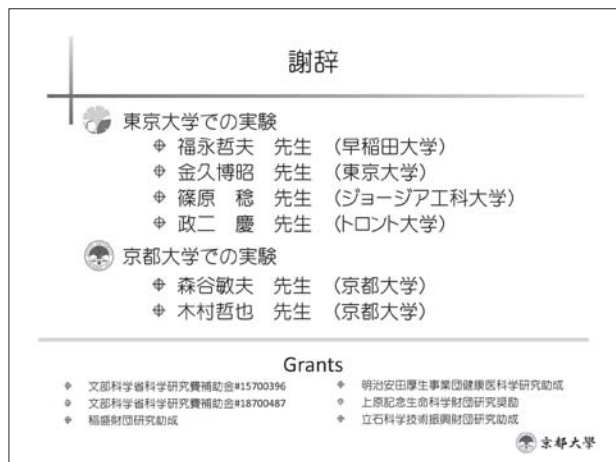 謝辞
東京大学での実験
福永哲夫 先生 (早稲田大学)
金久博昭 先生 (東京大学)
篠原 稔 先生 (ジョージア工科大学)
政二 慶 先生 (トロント大学)
京都大学での実験
森谷敏夫 先生 (京都大学)
木村哲也 先生 (京都大学)
Grants
文部科学省科学研究費補助金#15700396
文部科学省科学研究費補助金#18700487
稲盛財団研究助成
明治安田厚生事業団健康医科学研究助成
上原記念生命科学財団研究奨励
立石科学技術振興財団研究助成
京都大學